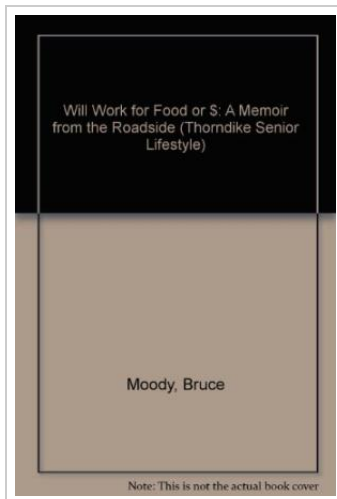 Will Work for Food or $: A Memoir
from the Roadside (Thorndike Senior
Lifestyle)
Moody, Bruce
Note: This is not the actual book cover